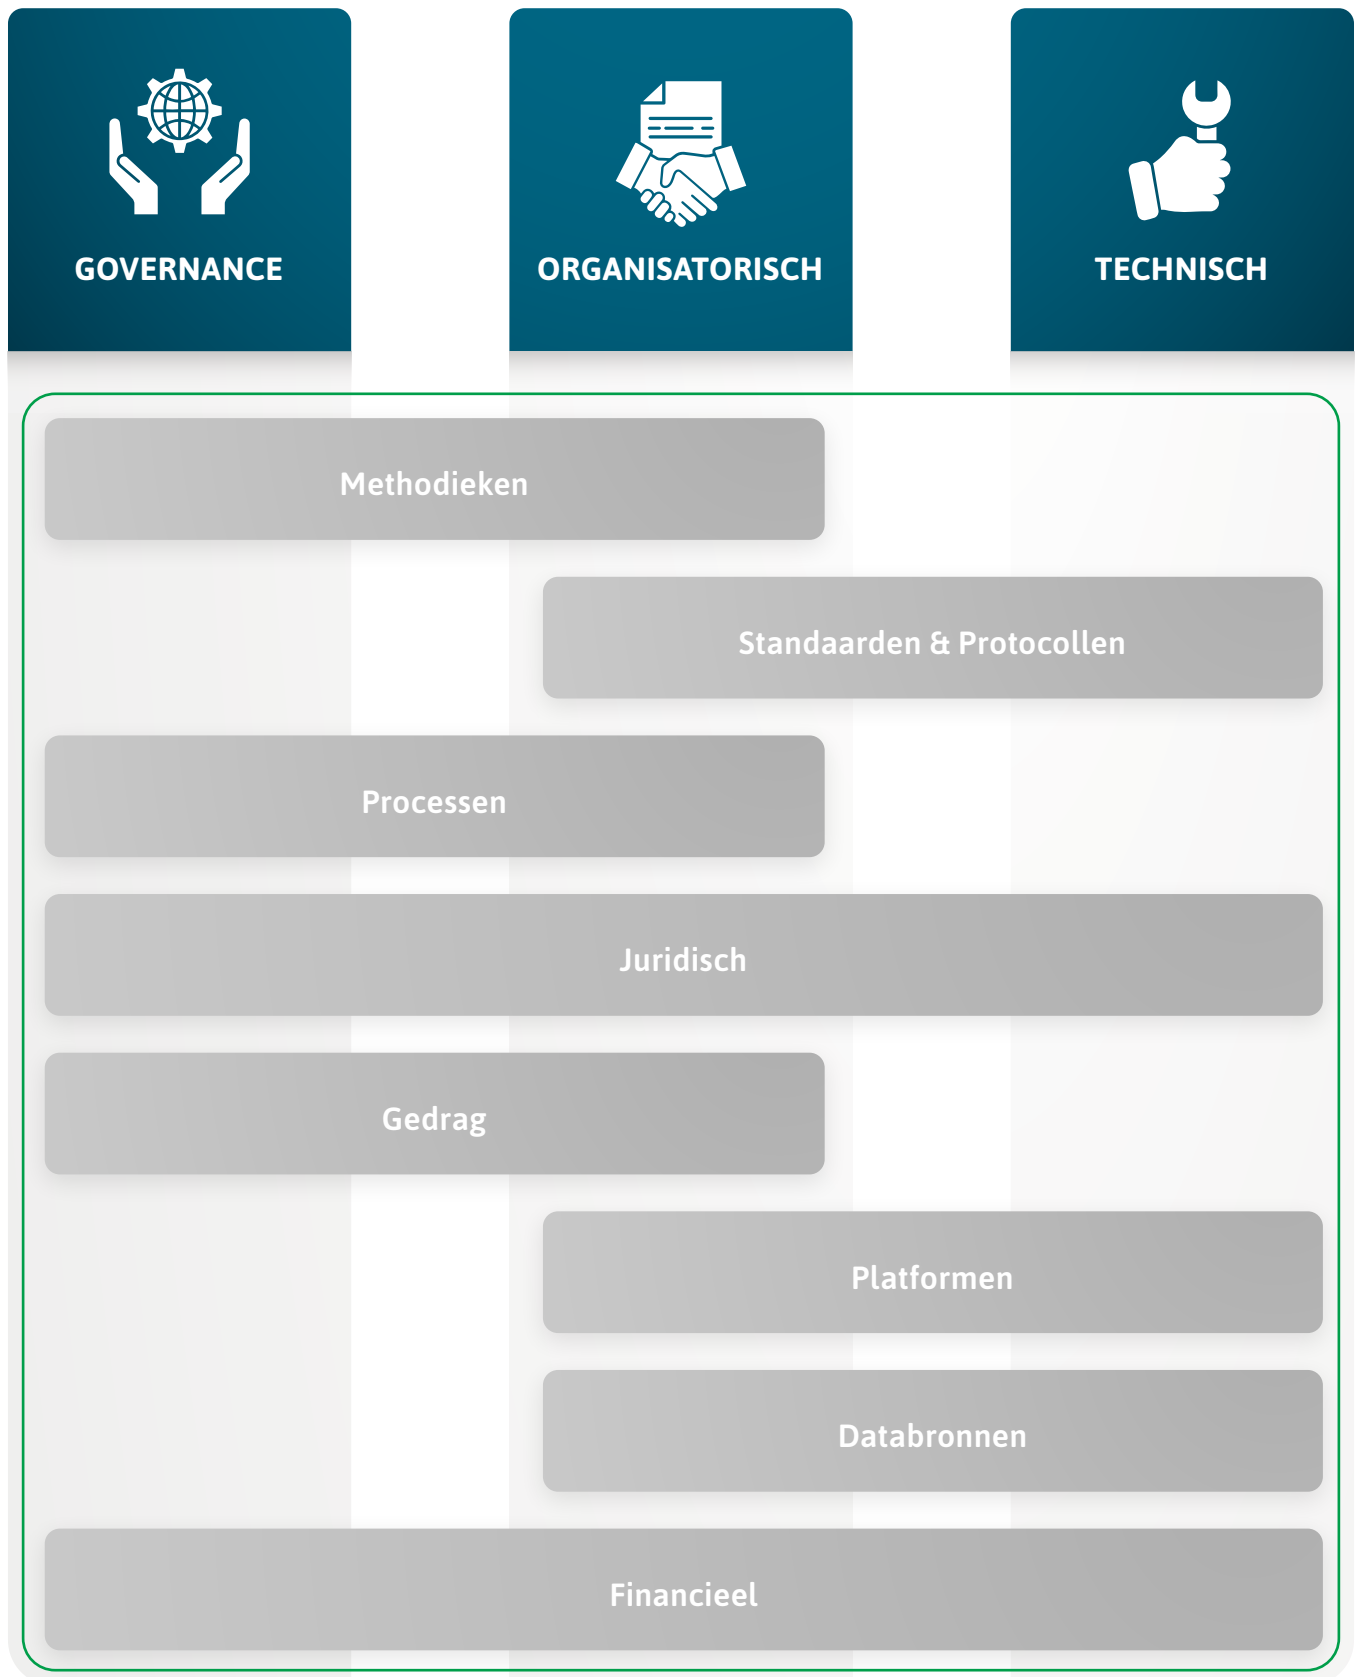 GOVERNANCE
ORGANISATORISCH
TECHNISCH
Methodieken
Standaarden & Protocollen
Processen
Juridisch
Gedrag
Platformen
Databronnen
Financieel